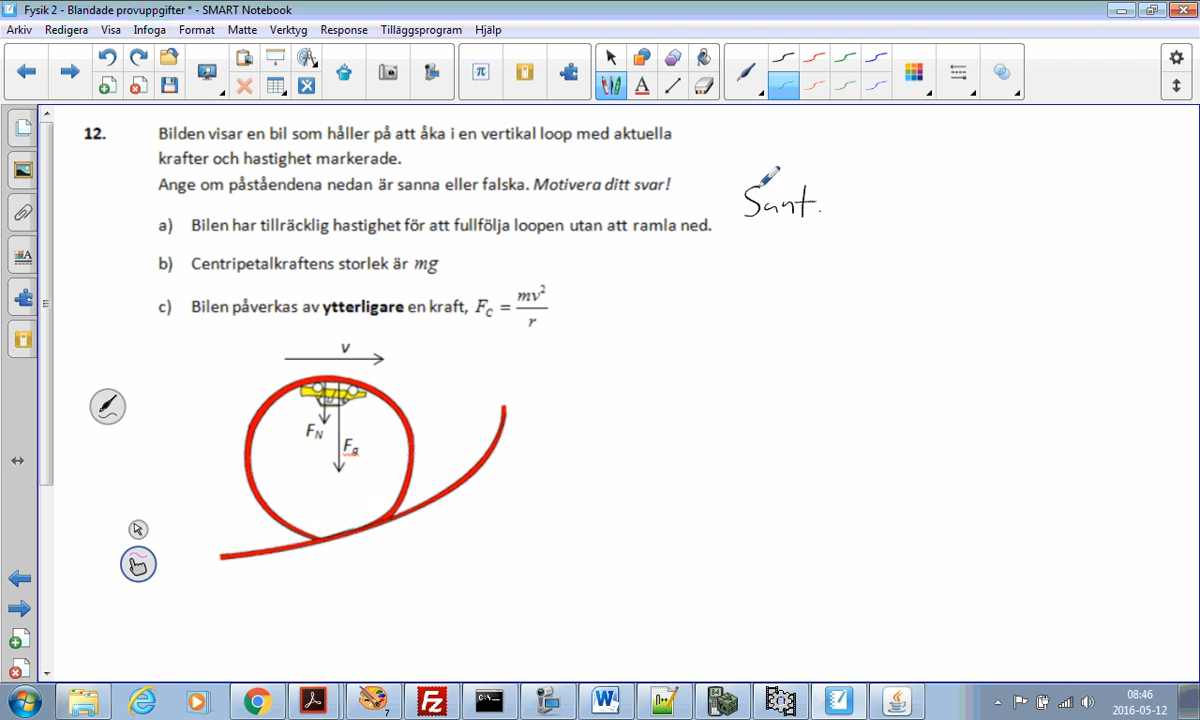 Fysik 2 - Blandade provuppgifter * - SMART Notebook
Arkiv Redigera Visa Infoga Format Matte Verktyg Response Tilläggsprogram Hjälp
12. Bilden visar en bil som håller på att åka i en vertikal loop med aktuella
krafter och hastighet markerade.
Ange om påståendena nedan är sanna eller falska. Motivera ditt svar!
Sant.
a) Bilen har tillräcklig hastighet för att fullfölja loopen utan att ramla ned.
b) Centripetalkraftens storlek är mg
c) Bilen påverkas av ytterligare en kraft, F_C = mv²/r
v
F_N
F_g
08:46
2016-05-12